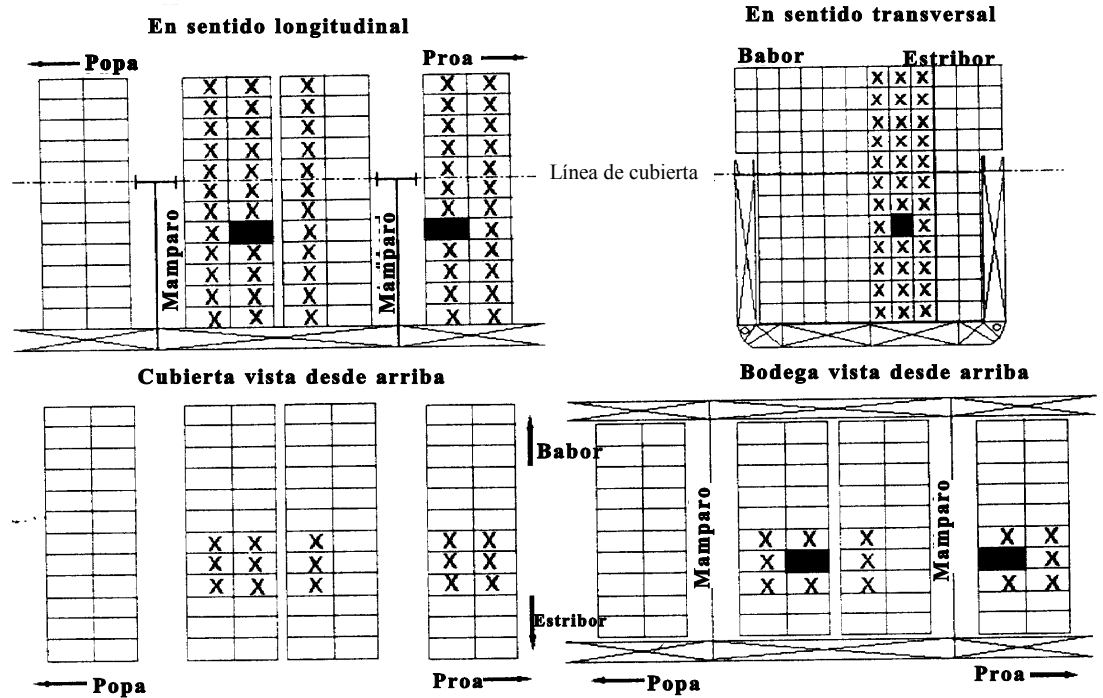 En sentido longitudinal
Popa
Proa
Mamparo
Mamparo
En sentido transversal
Babor
Estribor
Línea de cubierta
X X X
X X X
X X X
X X X
X X X
X X X
X X X
X X
X X X
X X X
X X X
X X X
X X X X X
X X X X X
X X X X X
X X X X X
X X X X X
X X X X X
X X X X X
X X X
X X X X X
X X X X X
X X X X X
X X X X X
Cubierta vista desde arriba
Babor
X X X X X
X X X X X
X X X X X
Estribor
Popa
Proa
Bodega vista desde arriba
Mamparo
Mamparo
X X X X X
X X X
X X X X X
Popa
Proa